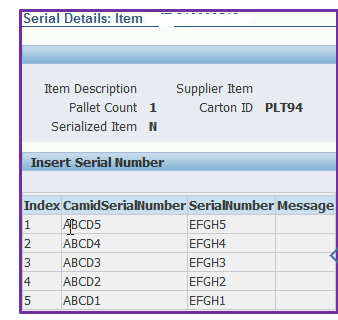 Serial Details: Item
Item Description Supplier Item
Pallet Count 1 Carton ID PLT94
Serialized Item N
Insert Serial Number
Index CamidSerialNumber SerialNumber Message
1 ABCD5 EFGH5
2 ABCD4 EFGH4
3 ABCD3 EFGH3
4 ABCD2 EFGH2
5 ABCD1 EFGH1